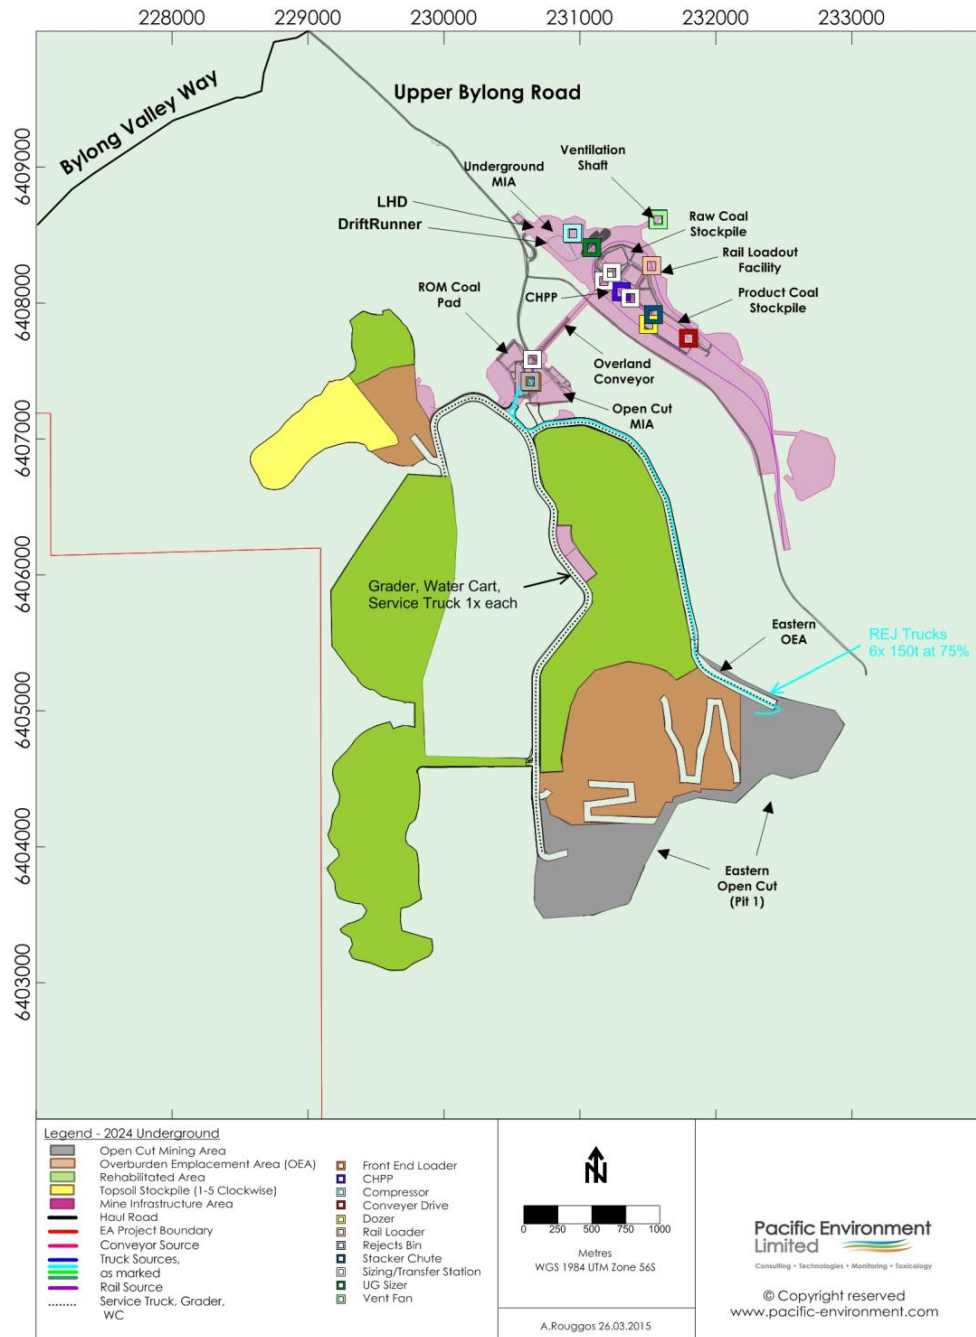 228000
229000
230000
231000
232000
233000
6409000
6408000
6407000
6406000
6405000
6404000
6403000
Bylong Valley Way
Upper Bylong Road
Ventilation
Shaft
Underground
MIA
LHD
DriftRunner
Raw Coal
Stockpile
Rail Loadout
Facility
ROM Coal
Pad
CHPP
Product Coal
Stockpile
Overland
Conveyor
Open Cut
MIA
Grader, Water Cart,
Service Truck 1x each
Eastern
OEA
REJ Trucks
6x 150t at 75%
Eastern
Open Cut
(Pit 1)
Legend - 2024 Underground
Open Cut Mining Area
Overburden Emplacement Area (OEA)
Rehabilitated Area
Topsoil Stockpile (1-5 Clockwise)
Mine Infrastructure Area
Haul Road
EA Project Boundary
Conveyor Source
Truck Sources,
as marked
Rail Source
Service Truck, Grader,
WC
Front End Loader
CHPP
Compressor
Conveyer Drive
Dozer
Rail Loader
Rejects Bin
Stacker Chute
Sizing/Transfer Station
UG Sizer
Vent Fan
N
0 250 500 750 1000
Metres
WGS 1984 UTM Zone 56S
A.Rouggos 26.03.2015
Pacific Environment
Limited
Consulting • Technologies • Monitoring • Toxicology
© Copyright reserved
www.pacific-environment.com